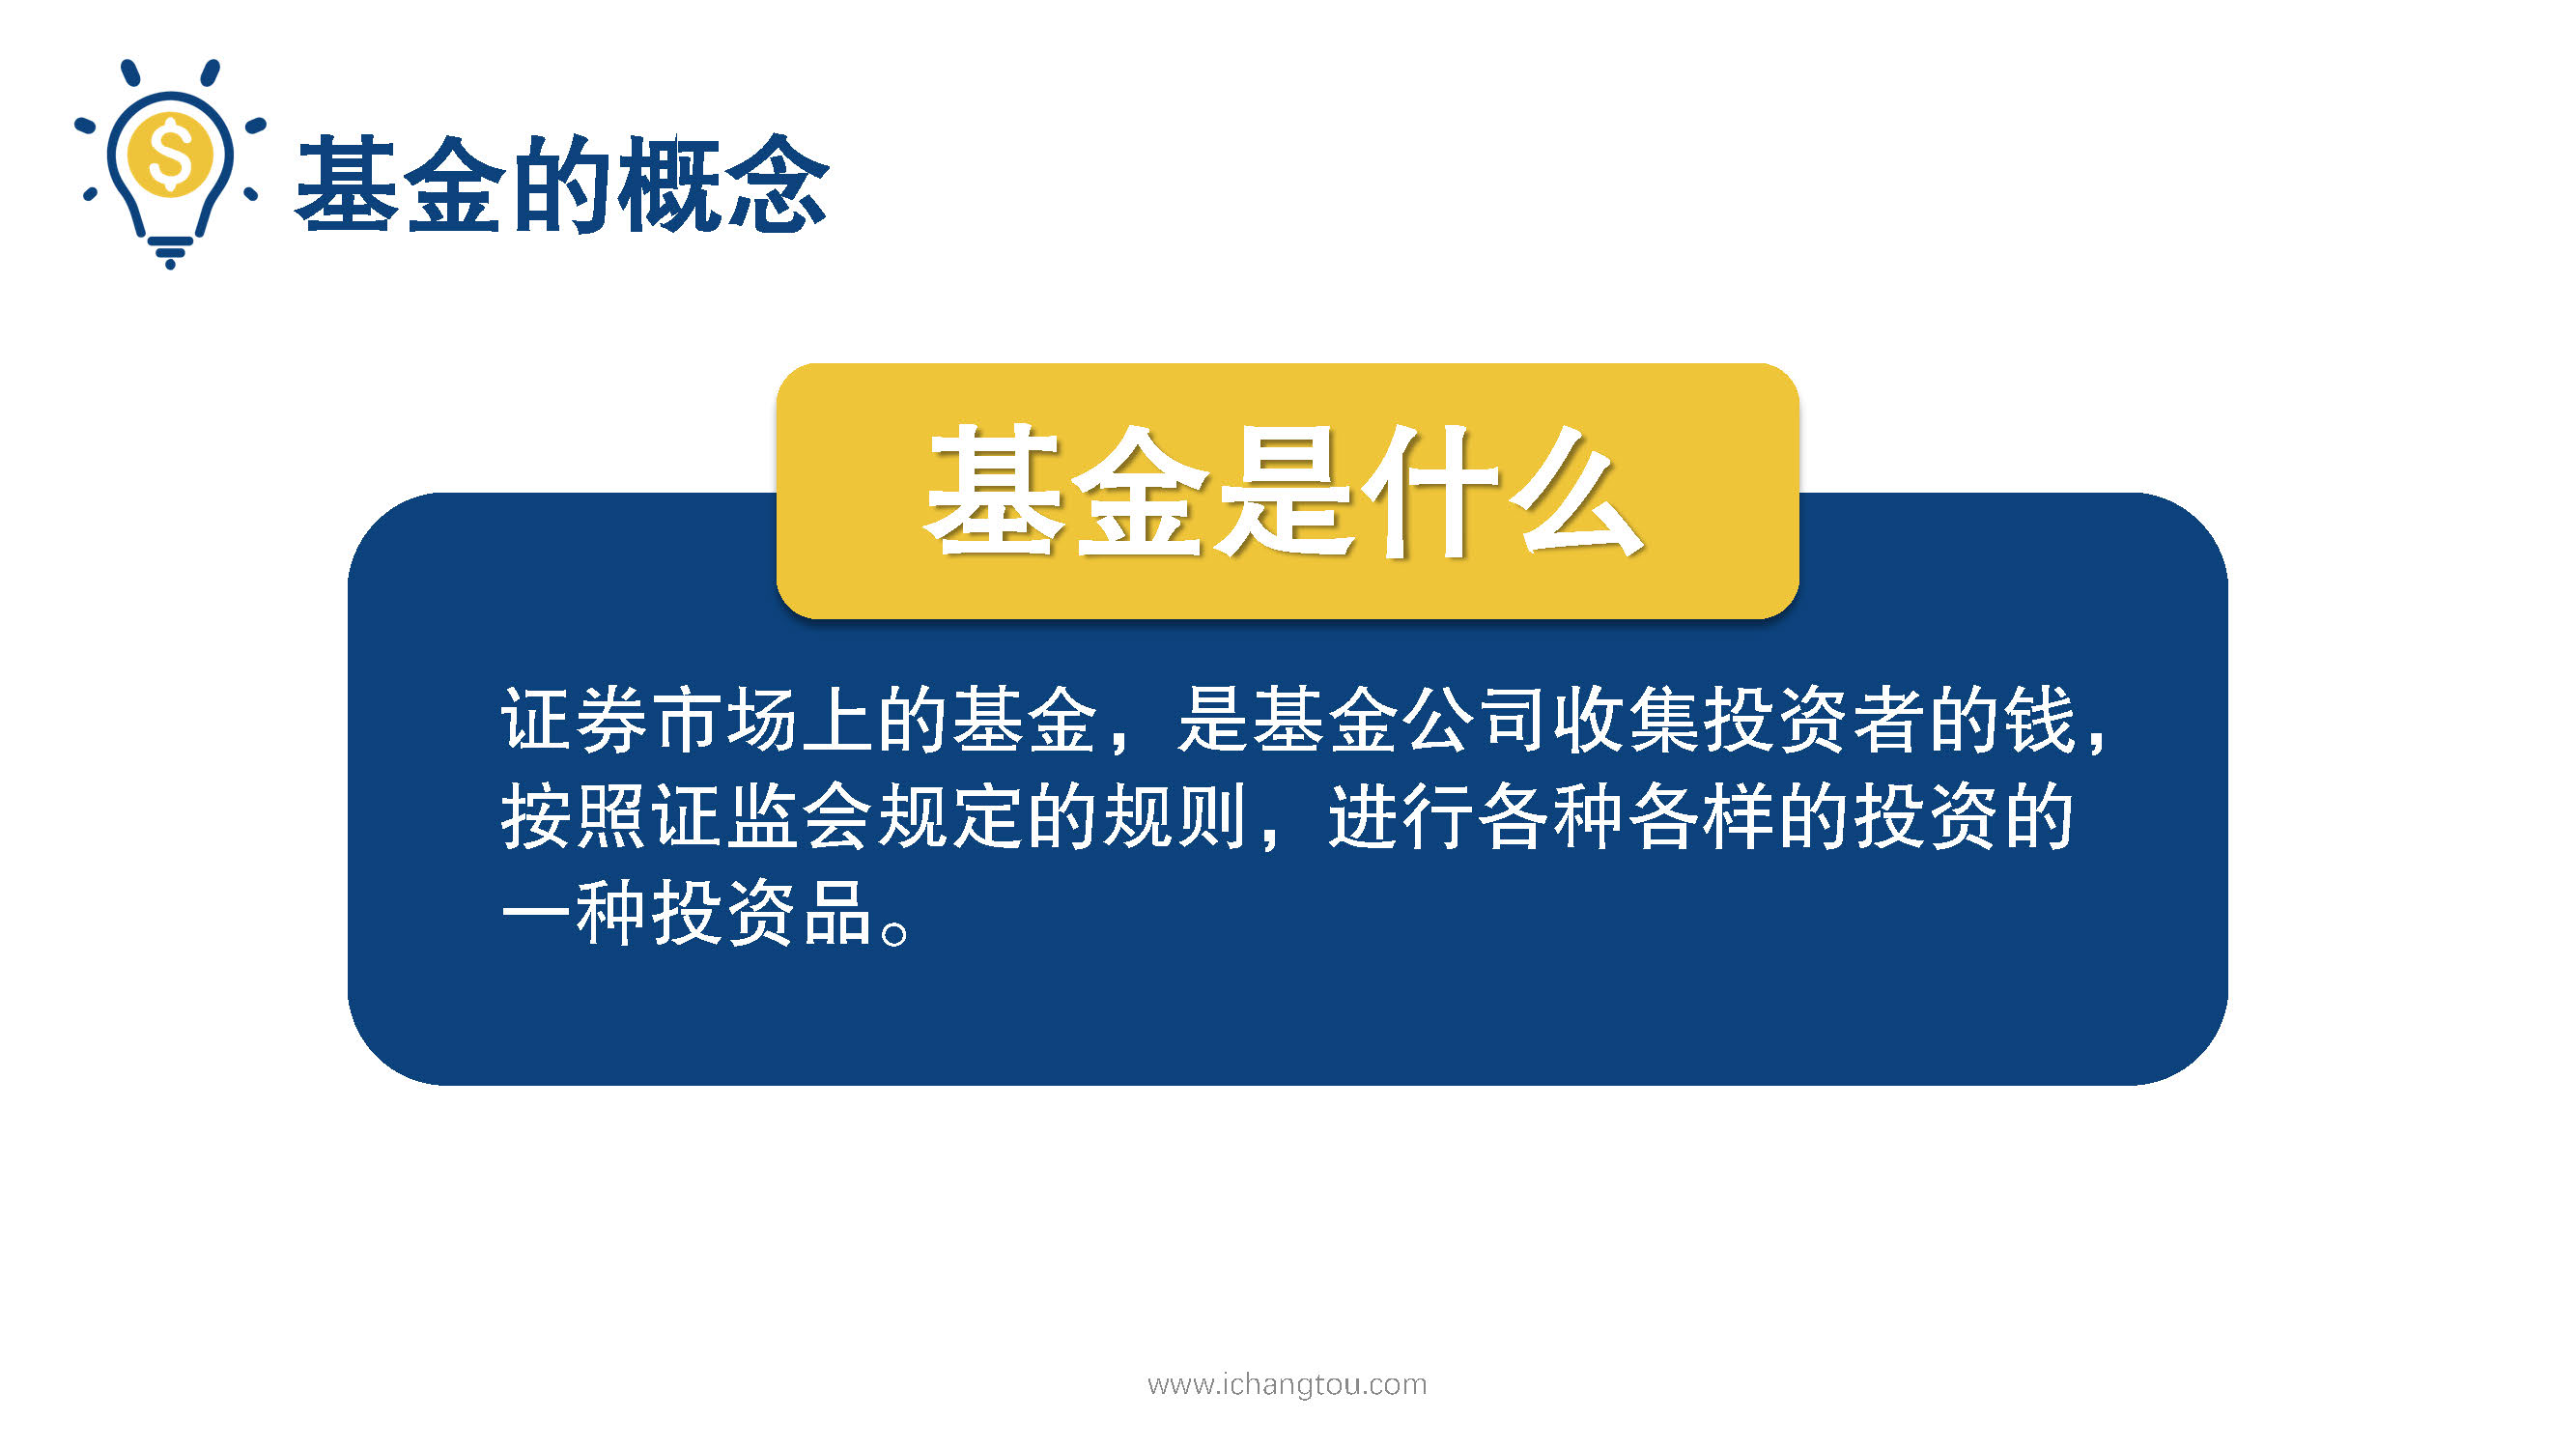 $
基金的概念
基金是什么
证券市场上的基金，是基金公司收集投资者的钱，
按照证监会规定的规则，进行各种各样的投资的
一种投资品。
www.ichangtou.com